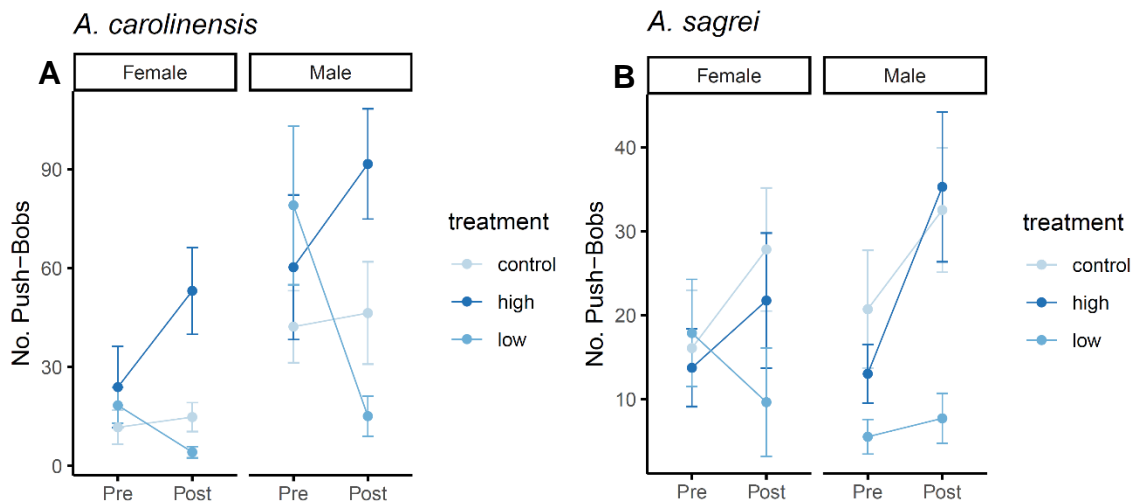 A. carolinensis
A
Female
Male
No. Push-Bobs
90
60
30
0
Pre
Post
Pre
Post
treatment
control
high
low
A. sagrei
B
Female
Male
No. Push-Bobs
40
30
20
10
Pre
Post
Pre
Post
treatment
control
high
low